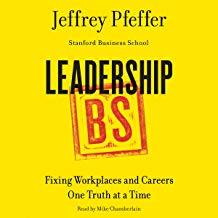 Jeffrey Pfeffer
Stanford Business School
LEADERSHIP
BS
Fixing Workplaces and Careers
One Truth at a Time
Read by Mike Chamberlain